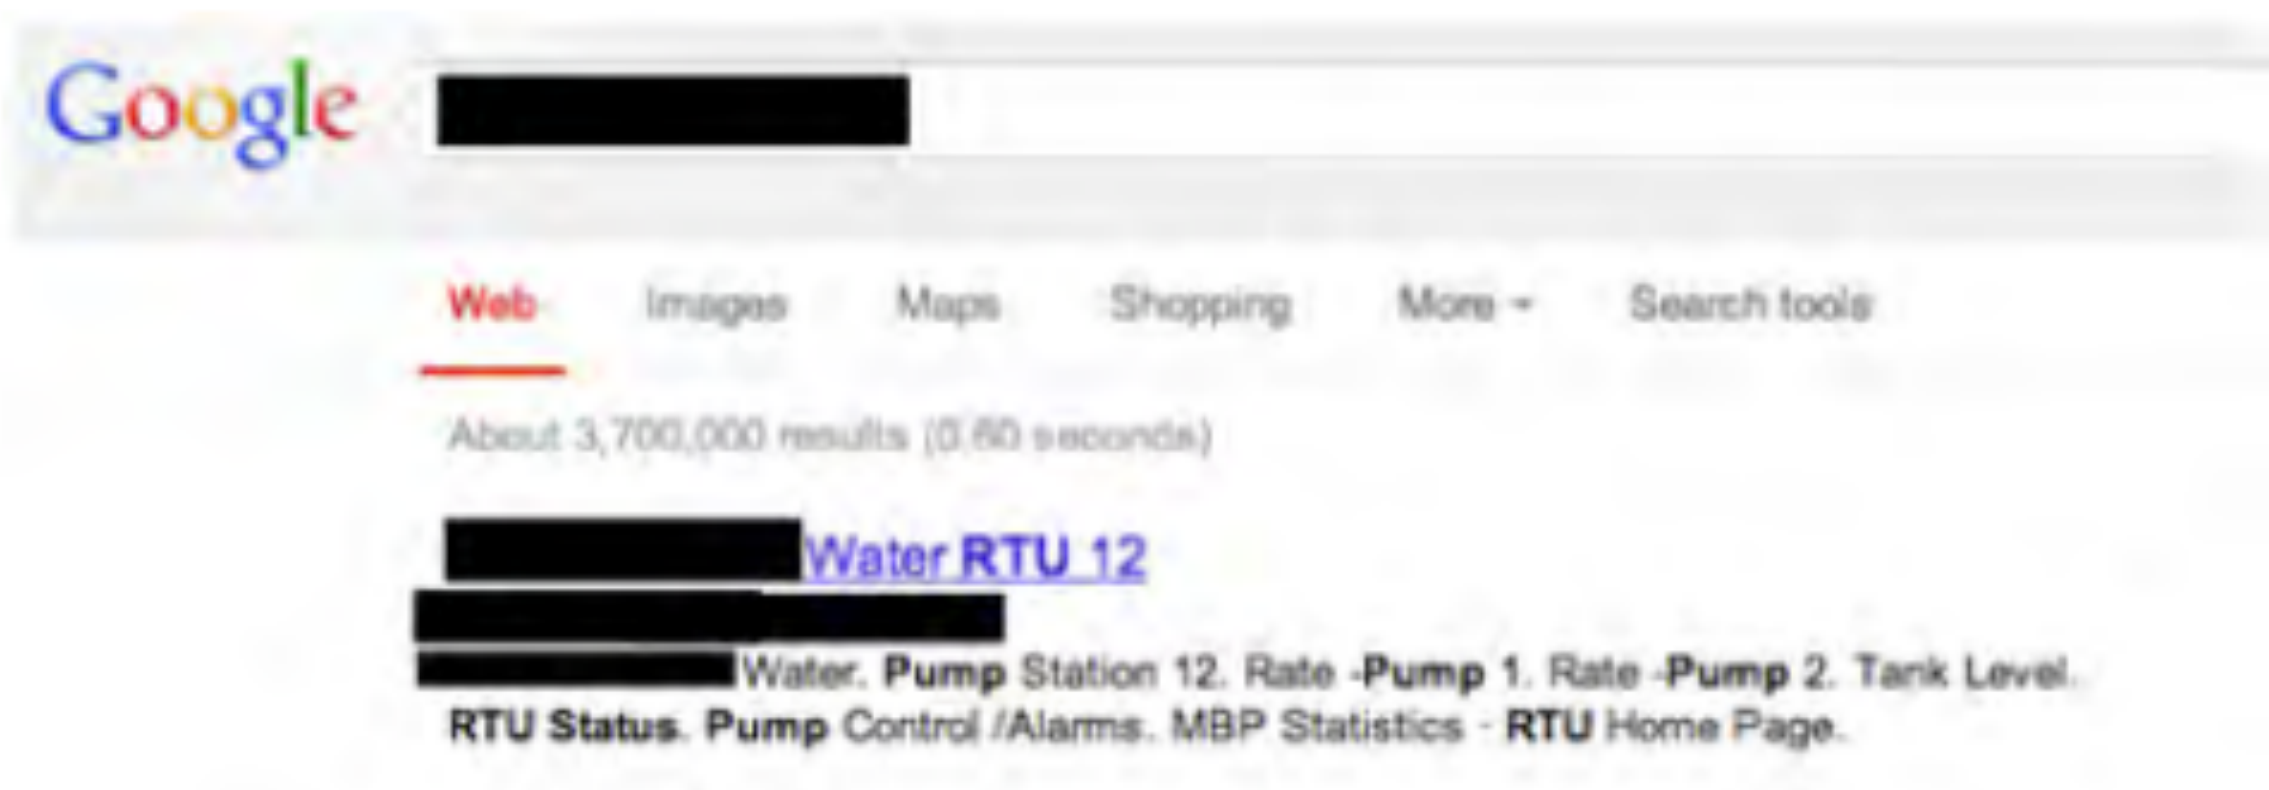 Google
Web Images Maps Shopping More Search tools
About 3,700,000 results (0.60 seconds)
Water RTU 12
Water. Pump Station 12. Rate -Pump 1. Rate -Pump 2. Tank Level.
RTU Status. Pump Control /Alarms. MBP Statistics - RTU Home Page.